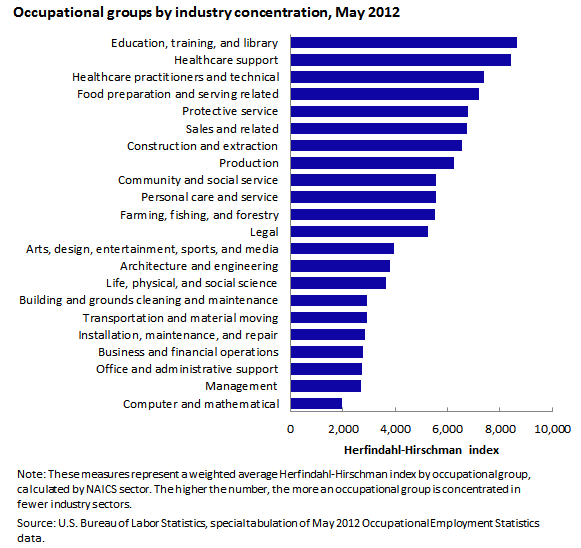 Occupational groups by industry concentration, May 2012
Education, training, and library
Healthcare support
Healthcare practitioners and technical
Food preparation and serving related
Protective service
Sales and related
Construction and extraction
Production
Community and social service
Personal care and service
Farming, fishing, and forestry
Legal
Arts, design, entertainment, sports, and media
Architecture and engineering
Life, physical, and social science
Building and grounds cleaning and maintenance
Transportation and material moving
Installation, maintenance, and repair
Business and financial operations
Office and administrative support
Management
Computer and mathematical
0 2,000 4,000 6,000 8,000 10,000
Herfindahl-Hirschman index
Note: These measures represent a weighted average Herfindahl-Hirschman index by occupational group,
calculated by NAICS sector. The higher the number, the more an occupational group is concentrated in
fewer industry sectors.
Source: U.S. Bureau of Labor Statistics, special tabulation of May 2012 Occupational Employment Statistics
data.